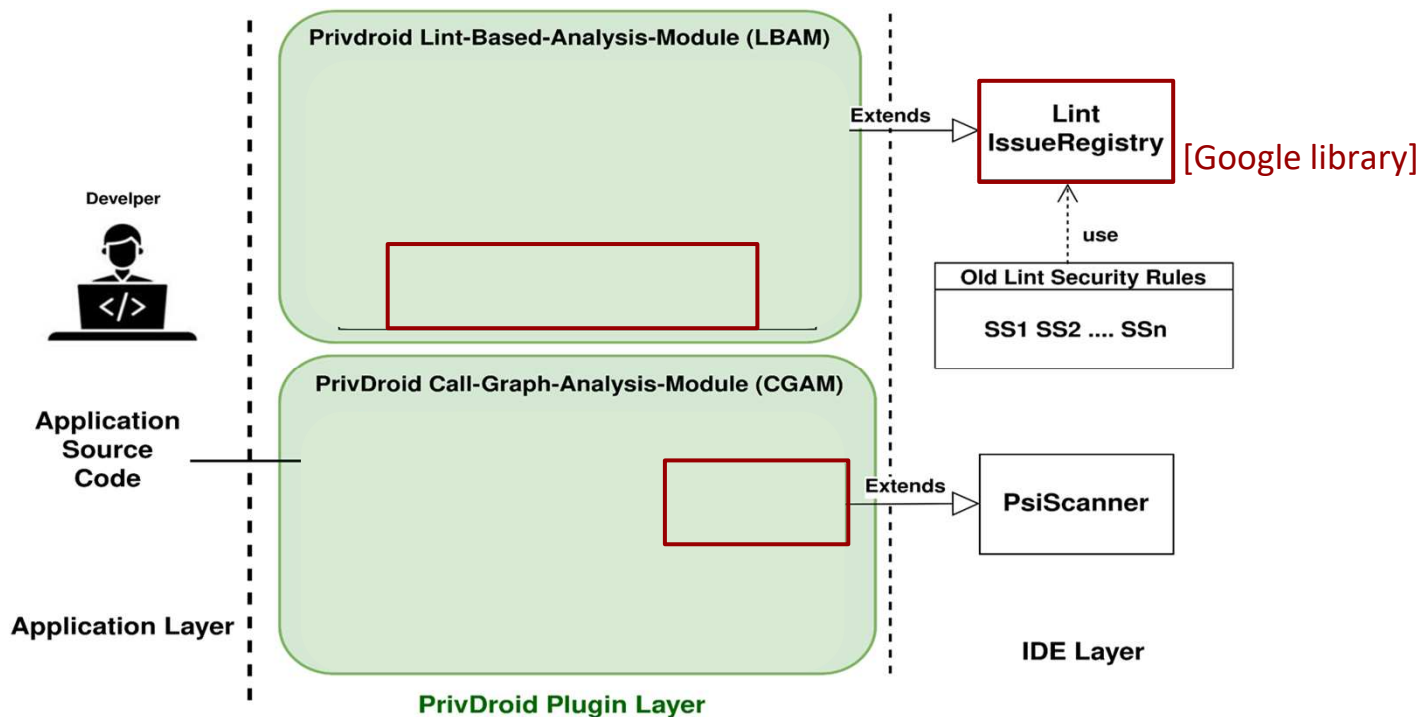 Privdroid Lint-Based-Analysis-Module (LBAM)
Extends
Lint
IssueRegistry
[Google library]
Develper
</>
use
Old Lint Security Rules
SS1 SS2 .... SSn
PrivDroid Call-Graph-Analysis-Module (CGAM)
Application
Source
Code
Extends
PsiScanner
Application Layer
IDE Layer
PrivDroid Plugin Layer